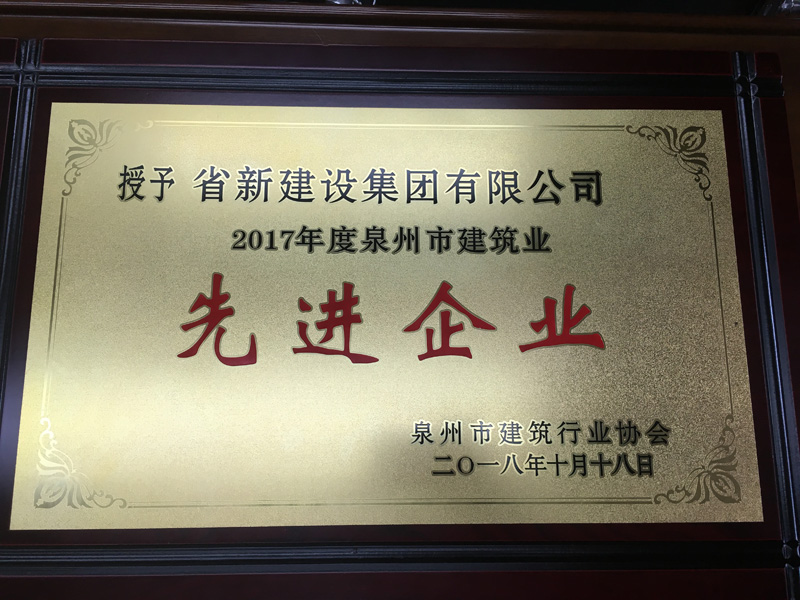 授予 省新建设集团有限公司
2017年度泉州市建筑业
先进企业
泉州市建筑行业协会
二〇一八年十月十八日